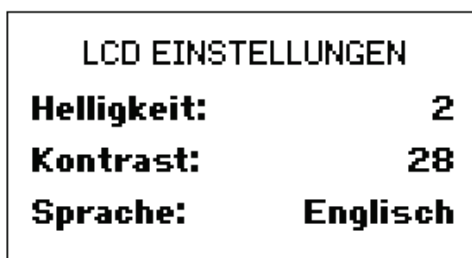 LCD EINSTELLUNGEN
Helligkeit: 2
Kontrast: 28
Sprache: Englisch